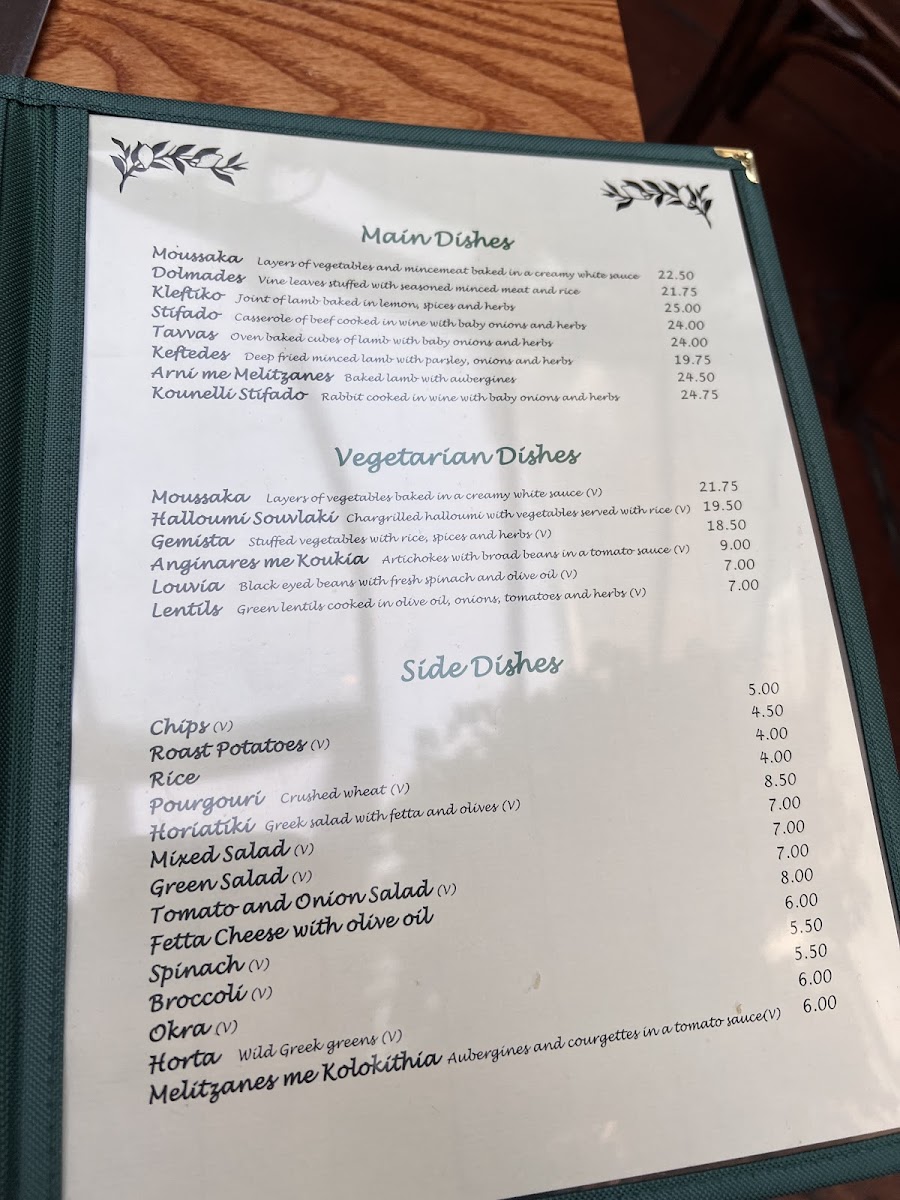 Main Dishes
Moussaka Layers of vegetables and mincemeat baked in a creamy white sauce 22.50
Dolmades Vine leaves stuffed with seasoned minced meat and rice 21.75
Kleftiko Joint of lamb baked in lemon, spices and herbs 25.00
Stifado Casserole of beef cooked in wine with baby onions and herbs 24.00
Tavvas Oven baked cubes of lamb with baby onions and herbs 24.00
Keftedes Deep fried minced lamb with parsley, onions and herbs 19.75
Arni me Melitzanes Baked lamb with aubergines 24.50
Kounelli Stifado Rabbit cooked in wine with baby onions and herbs 24.75
Vegetarian Dishes
Moussaka Layers of vegetables baked in a creamy white sauce (V) 21.75
Halloumi Souvlaki Chargrilled halloumi with vegetables served with rice (V) 19.50
Gemista Stuffed vegetables with rice, spices and herbs (V) 18.50
Anginares me Koukia Artichokes with broad beans in a tomato sauce (V) 9.00
Louvia Black eyed beans with fresh spinach and olive oil (V) 7.00
Lentils Green lentils cooked in olive oil, onions, tomatoes and herbs (V) 7.00
Side Dishes
Chips (V) 5.00
Roast Potatoes (V) 4.50
Rice 4.00
Pourgouri Crushed wheat (V) 4.00
Horiatiki Greek salad with fetta and olives (V) 8.50
Mixed Salad (V) 7.00
Green Salad (V) 7.00
Tomato and Onion Salad (V) 7.00
Fetta Cheese with olive oil 8.00
Spinach (V) 6.00
Broccoli (V) 5.50
Okra (V) 5.50
Horta Wild Greek greens (V) 6.00
Melitzanes me Kolokithia Aubergines and courgettes in a tomato sauce(V) 6.00